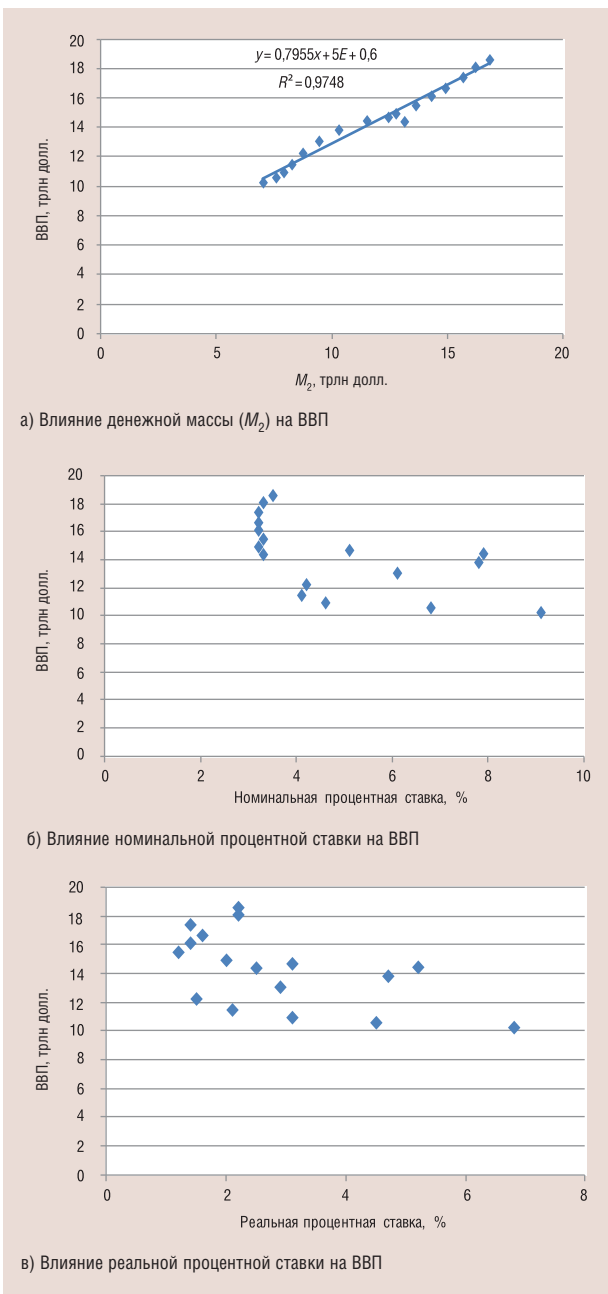 y = 0,7955x + 5E + 0,6
R² = 0,9748
20
18
16
14
12
10
8
6
4
2
0
ВВП, трлн долл.
0 5 10 15 20
M₂, трлн долл.
а) Влияние денежной массы (M₂) на ВВП
20
18
16
14
12
10
8
6
4
2
0
ВВП, трлн долл.
0 2 4 6 8 10
Номинальная процентная ставка, %
б) Влияние номинальной процентной ставки на ВВП
20
18
16
14
12
10
8
6
4
2
0
ВВП, трлн долл.
0 2 4 6 8
Реальная процентная ставка, %
в) Влияние реальной процентной ставки на ВВП